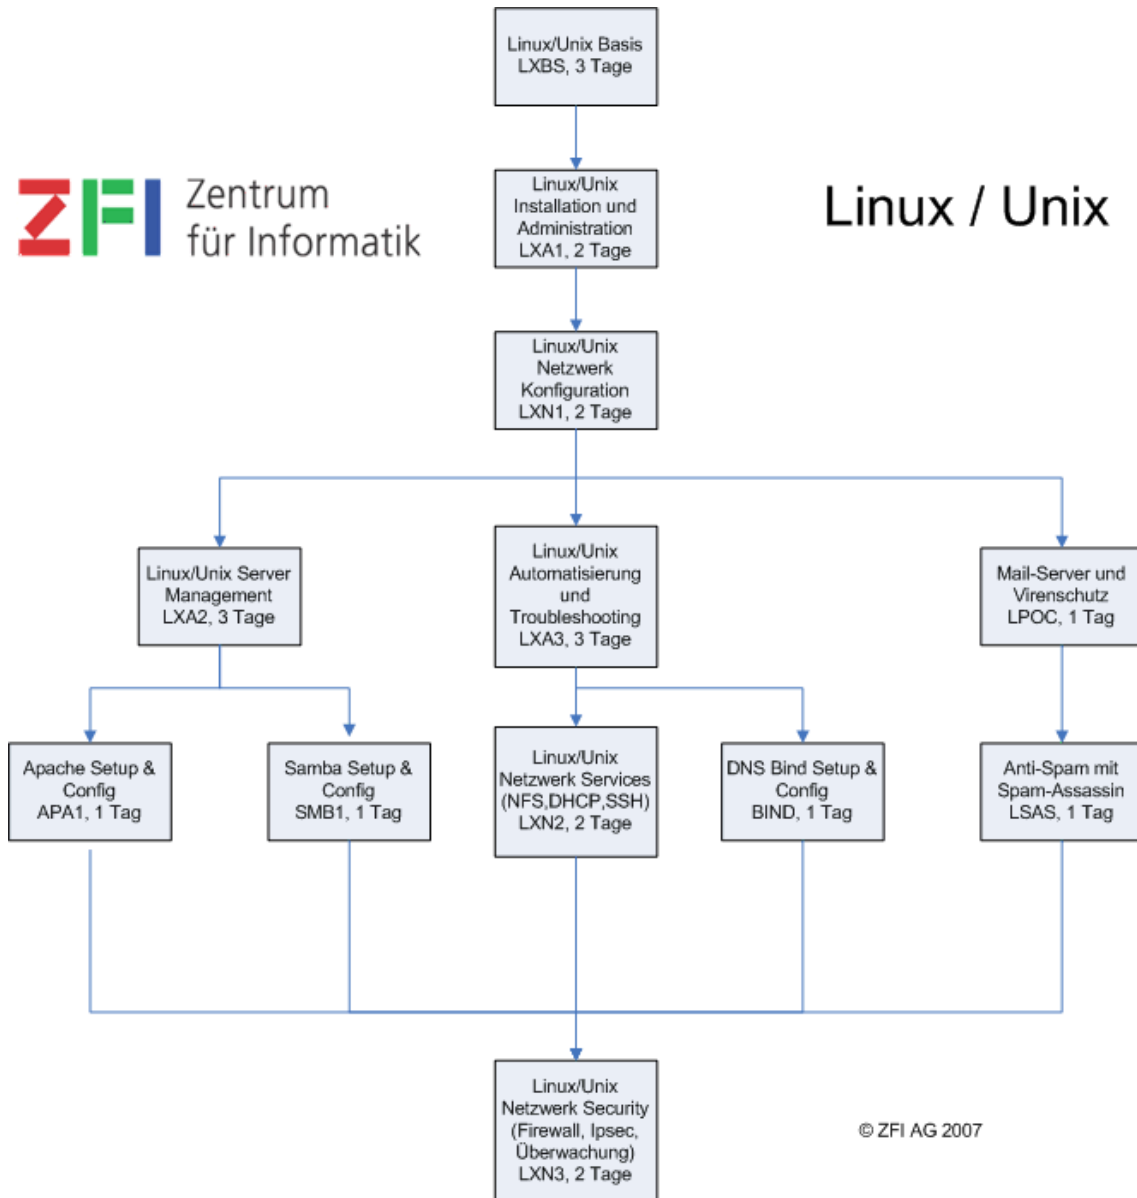 Linux/Unix Basis
LXBS, 3 Tage
ZFI
Zentrum
für Informatik
Linux / Unix
Linux/Unix
Installation und
Administration
LXA1, 2 Tage
Linux/Unix
Netzwerk
Konfiguration
LXN1, 2 Tage
Linux/Unix Server
Management
LXA2, 3 Tage
Linux/Unix
Automatisierung
und
Troubleshooting
LXA3, 3 Tage
Mail-Server und
Virenschutz
LPOC, 1 Tag
Apache Setup &
Config
APA1, 1 Tag
Samba Setup &
Config
SMB1, 1 Tag
Linux/Unix
Netzwerk Services
(NFS,DHCP,SSH)
LXN2, 2 Tage
DNS Bind Setup &
Config
BIND, 1 Tag
Anti-Spam mit
Spam-Assassin
LSAS, 1 Tag
Linux/Unix
Netzwerk Security
(Firewall, Ipsec,
Überwachung)
LXN3, 2 Tage
© ZFI AG 2007